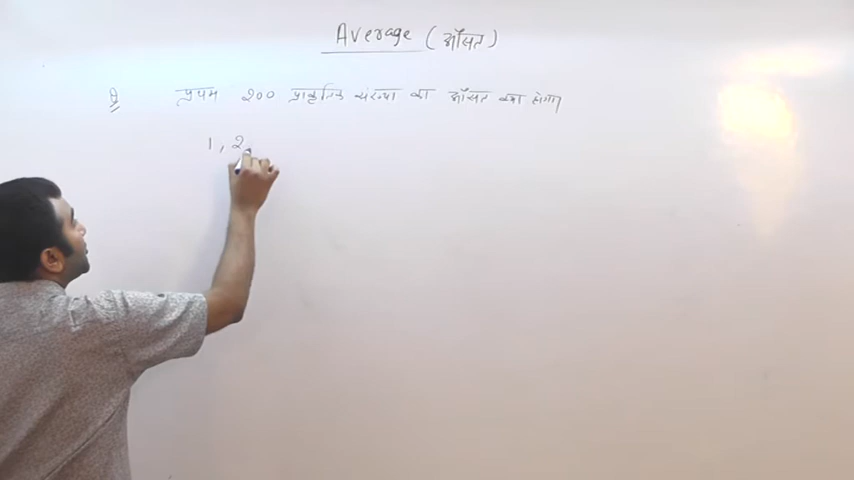 Average (औसत)
Q प्रथम 200 प्राकृतिक संख्या का औसत क्या होगा
1, 2,